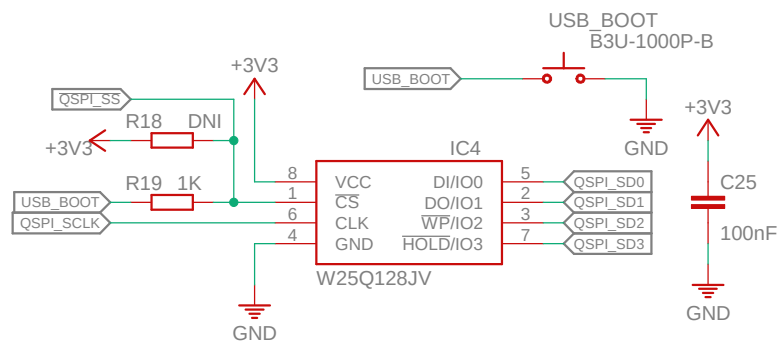 USB_BOOT
B3U-1000P-B
+3V3
USB_BOOT
QSPI_SS
+3V3
R18 DNI
+3V3
GND
IC4
C25
R19 1K
8 VCC DI/IO0 5 QSPI_SD0
USB_BOOT
1 CS DO/IO1 2 QSPI_SD1
QSPI_SCLK
6 CLK WP/IO2 3 QSPI_SD2
4 GND HOLD/IO3 7 QSPI_SD3
100nF
W25Q128JV
GND
GND